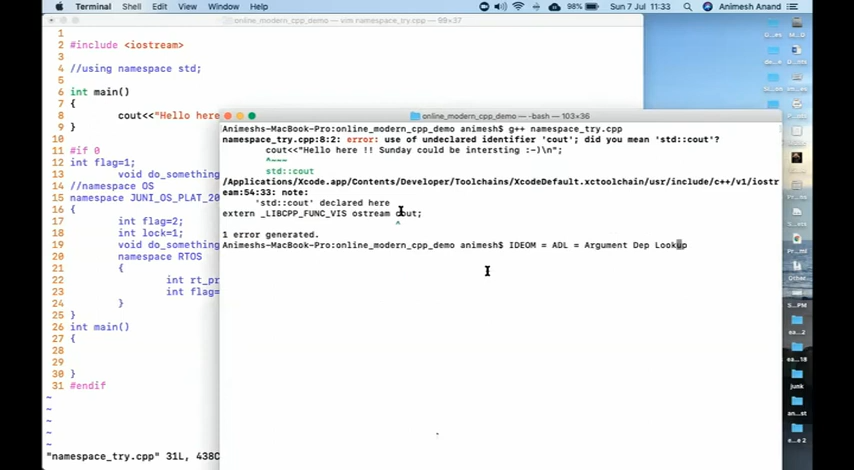 Terminal Shell Edit View Window Help 98% Sun 7 Jul 11:33 Animesh Anand
online_modern_cpp_demo — vim namespace_try.cpp — 99×37
1
2 #include <iostream>
3
4 //using namespace std;
5
6 int main()
7 {
8 cout<<"Hello here
9 }
10
11 #if 0
12 int flag=1;
13 void do_something
14 //namespace OS
15 namespace JUNI_OS_PLAT_20
16 {
17 int flag=2;
18 int lock=1;
19 void do_something
20 namespace RTOS
21 {
22 int rt_pr
23 int flag=
24 }
25 }
26 int main()
27 {
28
29
30 }
31 #endif
~
~
~
~
"namespace_try.cpp" 31L, 438C
online_modern_cpp_demo — -bash — 103×36
Animeshs-MacBook-Pro:online_modern_cpp_demo animesh$ g++ namespace_try.cpp
namespace_try.cpp:8:2: error: use of undeclared identifier 'cout'; did you mean 'std::cout'?
cout<<"Hello here !! Sunday could be intersting :-)\n";
^~~~
std::cout
/Applications/Xcode.app/Contents/Developer/Toolchains/XcodeDefault.xctoolchain/usr/include/c++/v1/iostr
eam:54:33: note:
'std::cout' declared here
extern _LIBCPP_FUNC_VIS ostream cout;
^
1 error generated.
Animeshs-MacBook-Pro:online_modern_cpp_demo animesh$ IDEOM = ADL = Argument Dep Lookup
junk